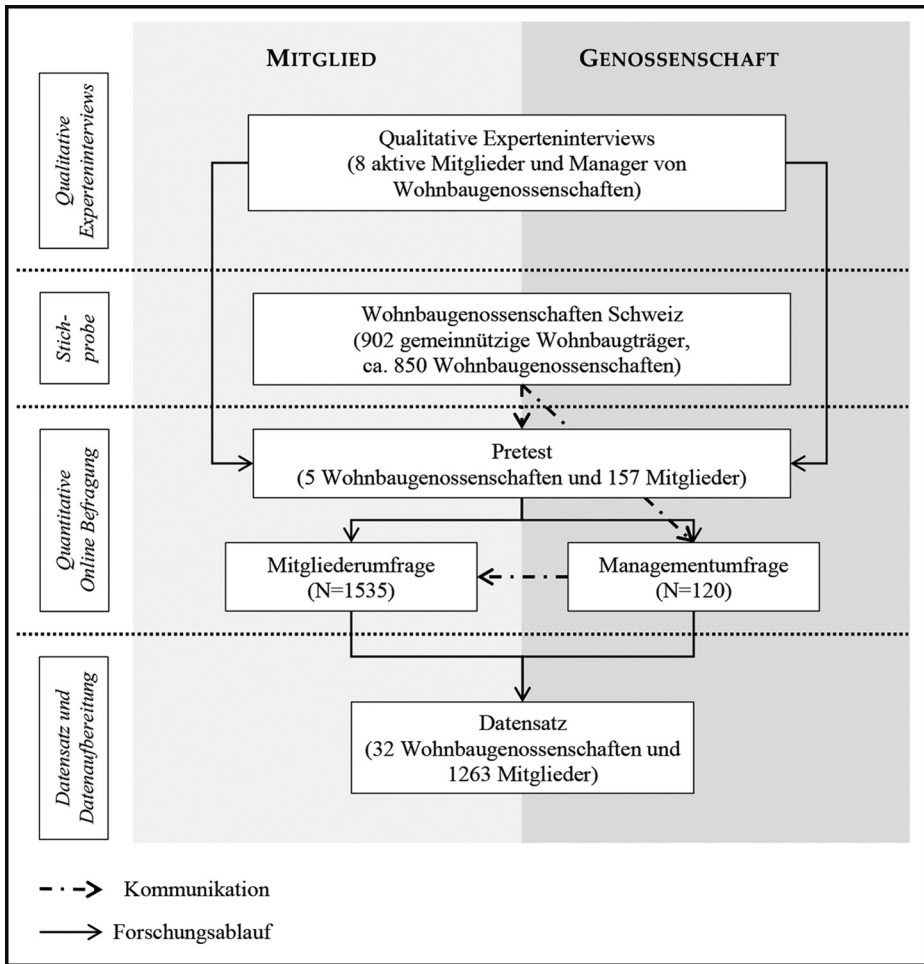 MITGLIED
GENOSSENSCHAFT
Qualitative
Experteninterviews
Qualitative Experteninterviews
(8 aktive Mitglieder und Manager von
Wohnbaugenossenschaften)
Stich-
probe
Wohnbaugenossenschaften Schweiz
(902 gemeinnützige Wohnbaugträger,
ca. 850 Wohnbaugenossenschaften)
Quantitative
Online Befragung
Pretest
(5 Wohnbaugenossenschaften und 157 Mitglieder)
Mitgliederumfrage
(N=1535)
Managementumfrage
(N=120)
Datensatz und
Datenaufbereitung
Datensatz
(32 Wohnbaugenossenschaften und
1263 Mitglieder)
Kommunikation
Forschungsablauf